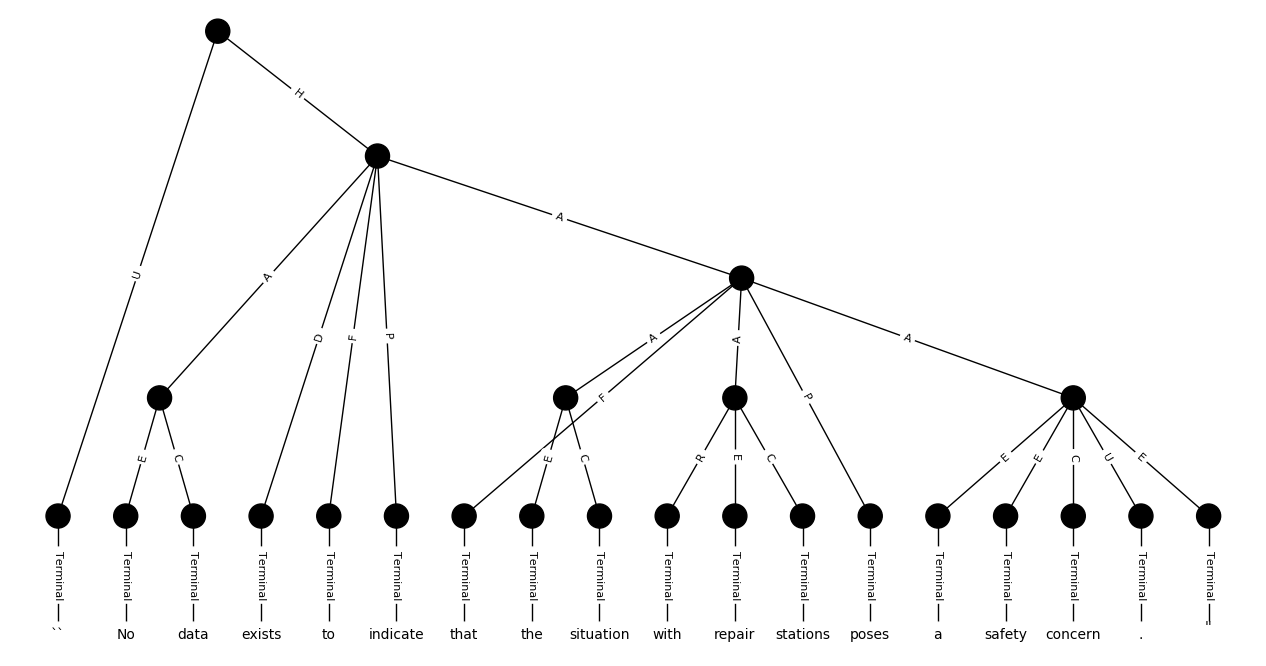 H
A
U
A
D
F
P
A
F
A
P
A
E
C
E
C
R
E
C
E
E
C
U
E
Terminal Terminal Terminal Terminal Terminal Terminal Terminal Terminal Terminal Terminal Terminal Terminal Terminal Terminal Terminal Terminal Terminal Terminal
`` No data exists to indicate that the situation with repair stations poses a safety concern . "